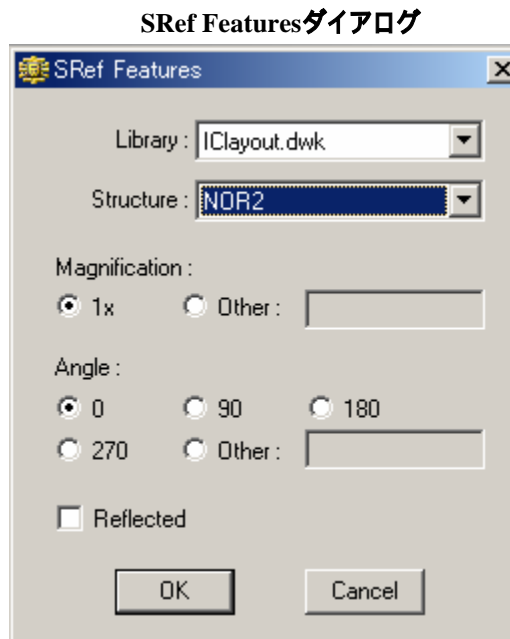 SRef Featuresダイアログ
SRef Features
Library : IClayout.dwk
Structure : NOR2
Magnification :
1x Other :
Angle :
0 90 180
270 Other :
Reflected
OK Cancel